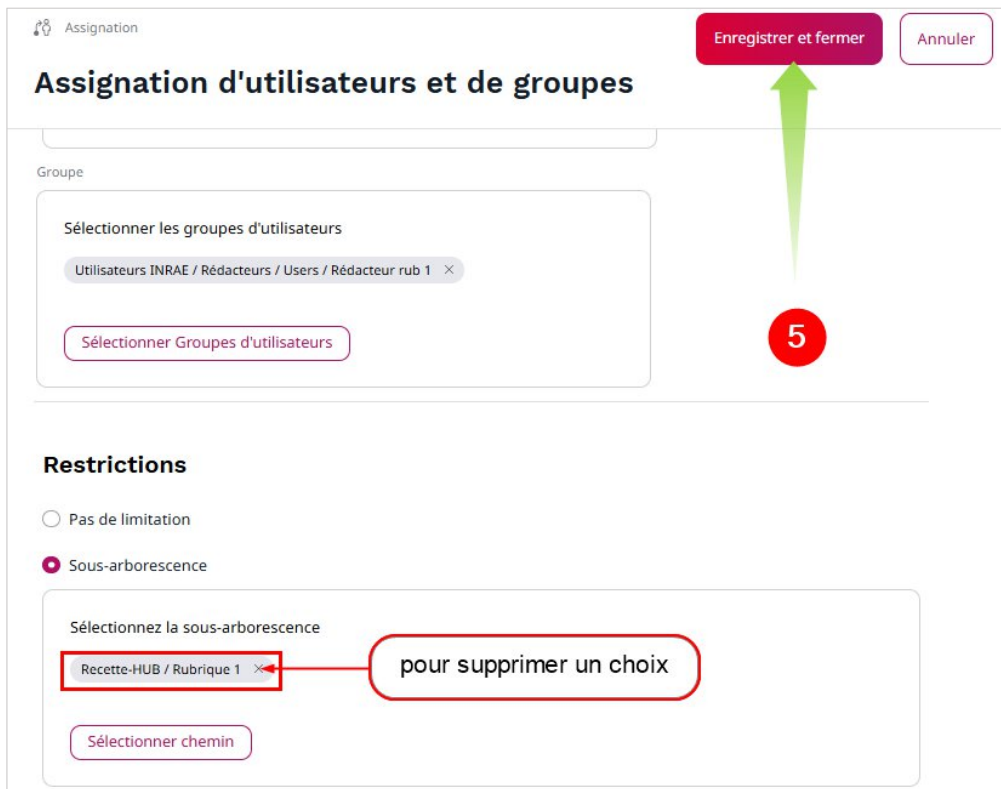 Assignation
Enregistrer et fermer
Annuler
Assignation d'utilisateurs et de groupes
Groupe
Sélectionner les groupes d'utilisateurs
Utilisateurs INRAE / Rédacteurs / Users / Rédacteur rub 1 ×
Sélectionner Groupes d'utilisateurs
5
Restrictions
Pas de limitation
Sous-arborescence
Sélectionnez la sous-arborescence
Recette-HUB / Rubrique 1 ×
pour supprimer un choix
Sélectionner chemin